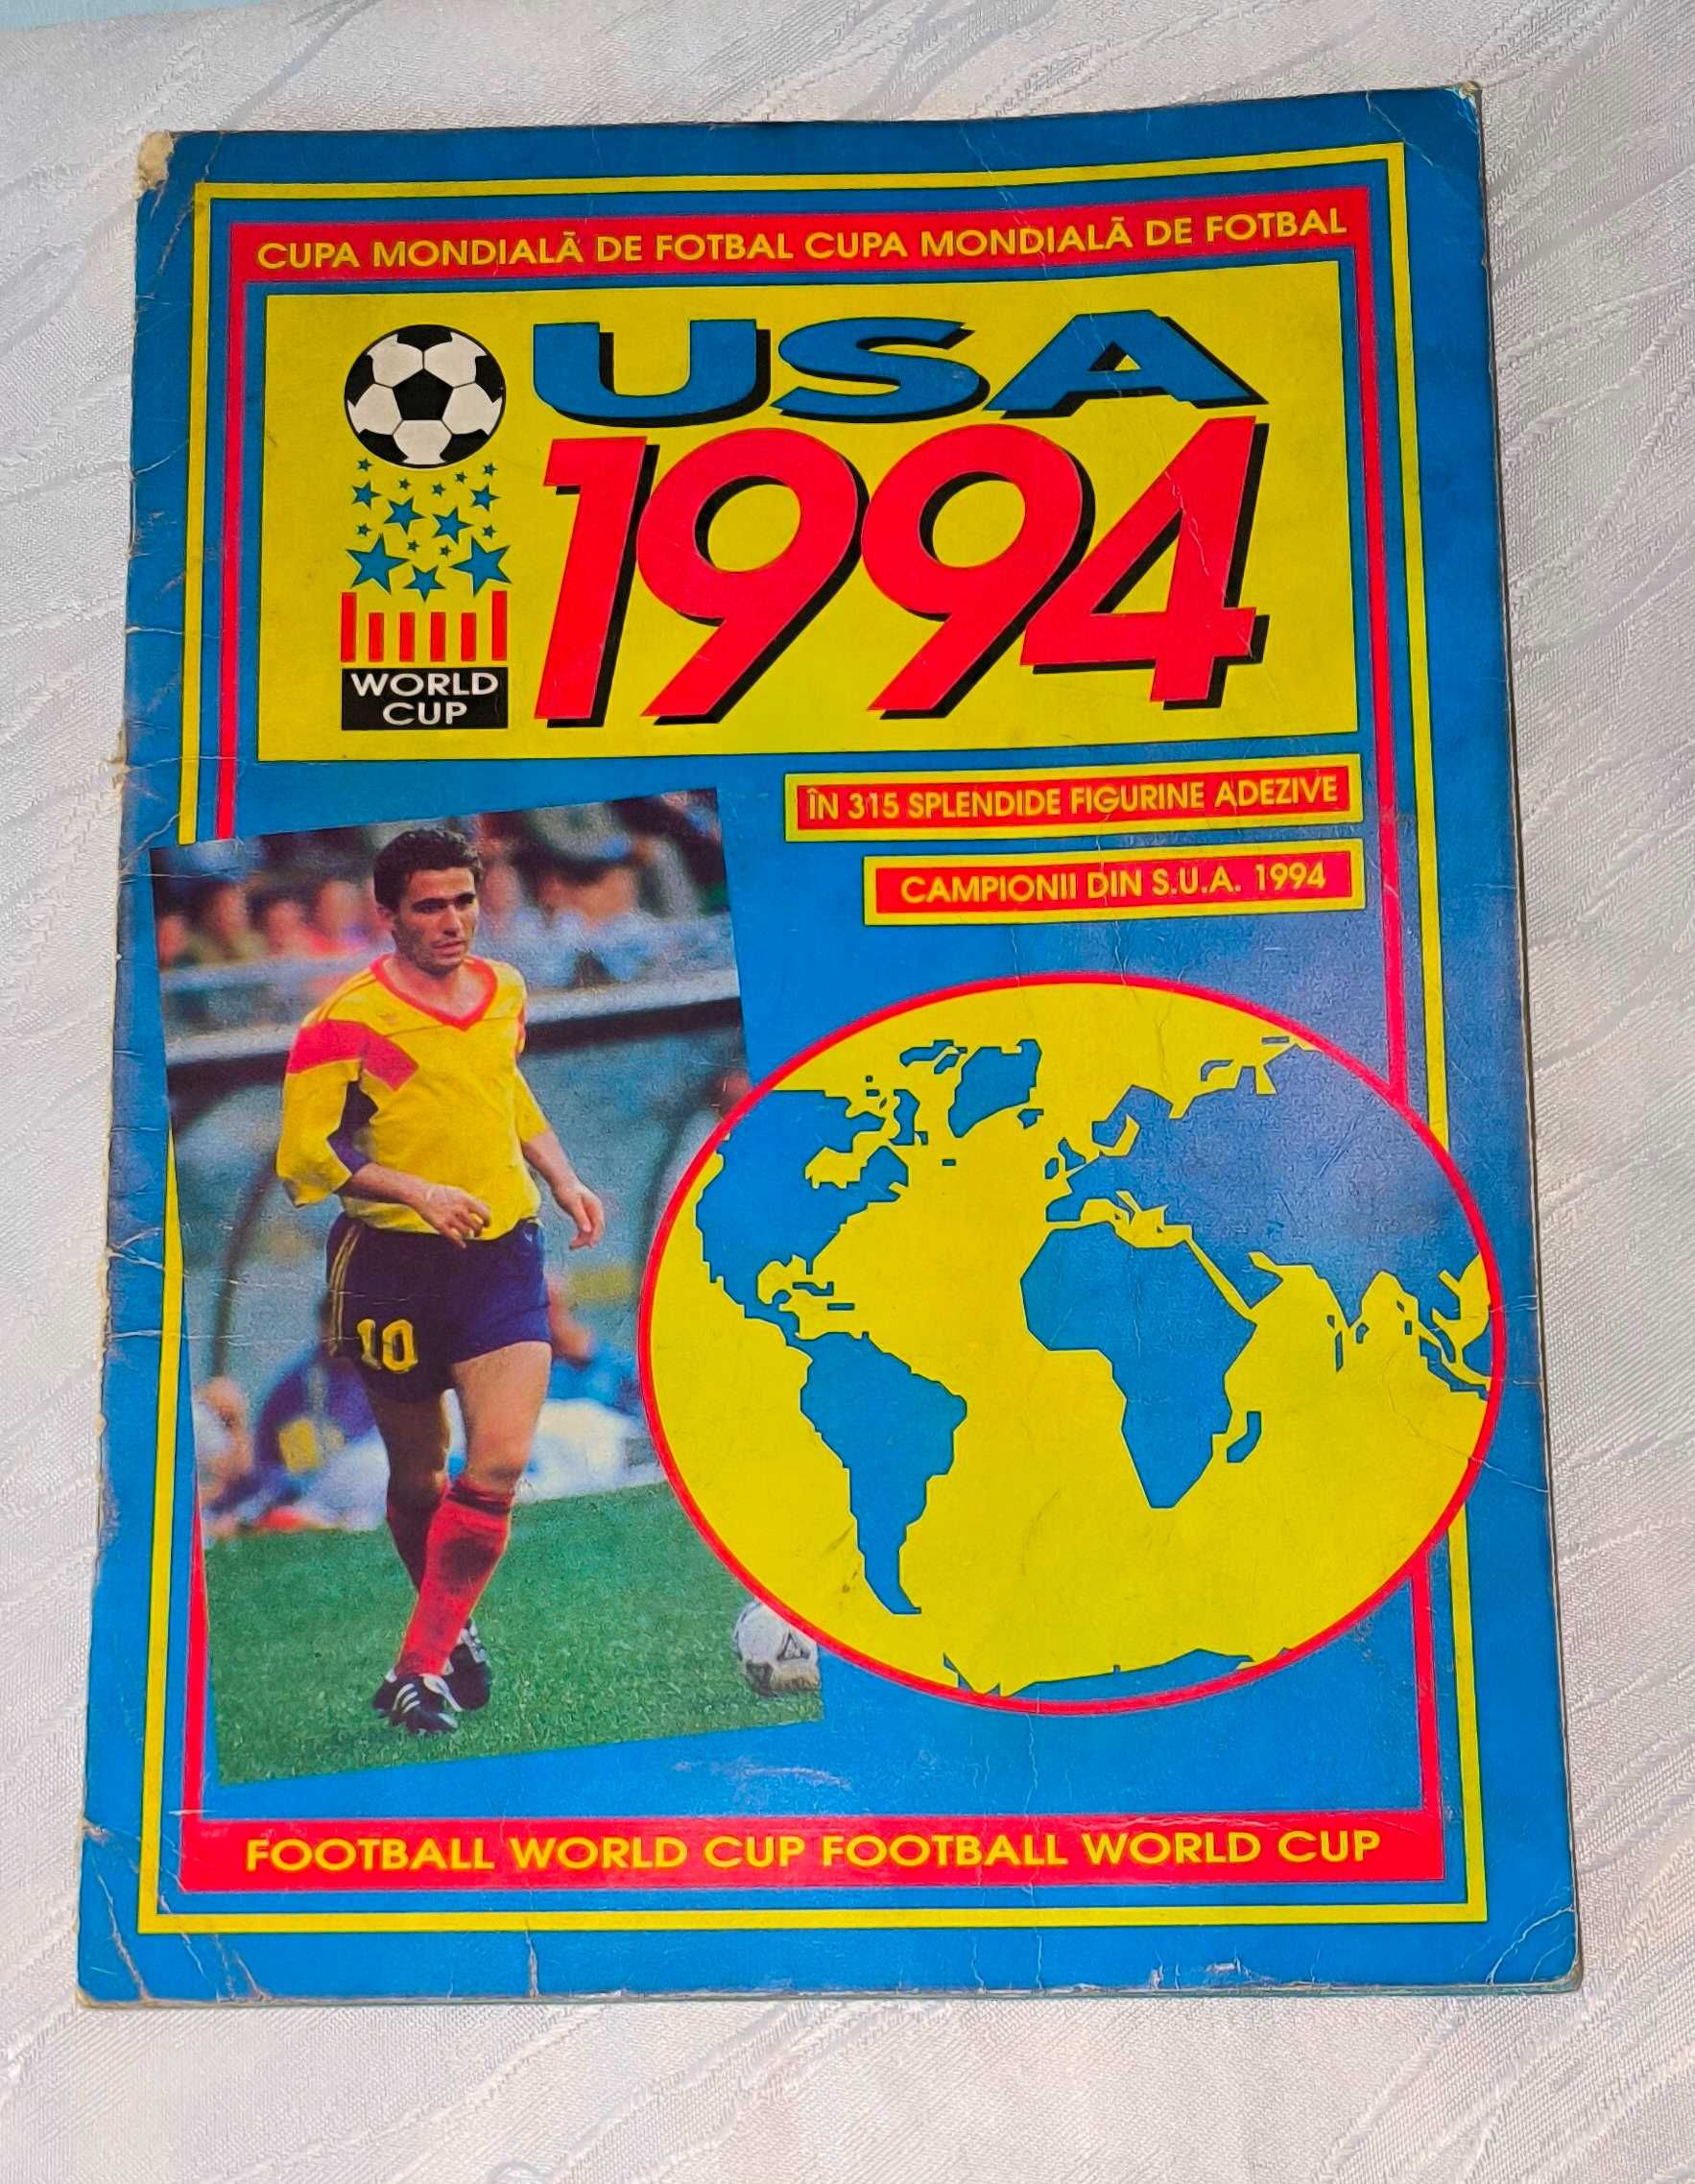 CUPA MONDIALĂ DE FOTBAL CUPA MONDIALĂ DE FOTBAL
USA
1994
WORLD
CUP
ÎN 315 SPLENDIDE FIGURINE ADEZIVE
CAMPIONII DIN S.U.A. 1994
10
FOOTBALL WORLD CUP FOOTBALL WORLD CUP